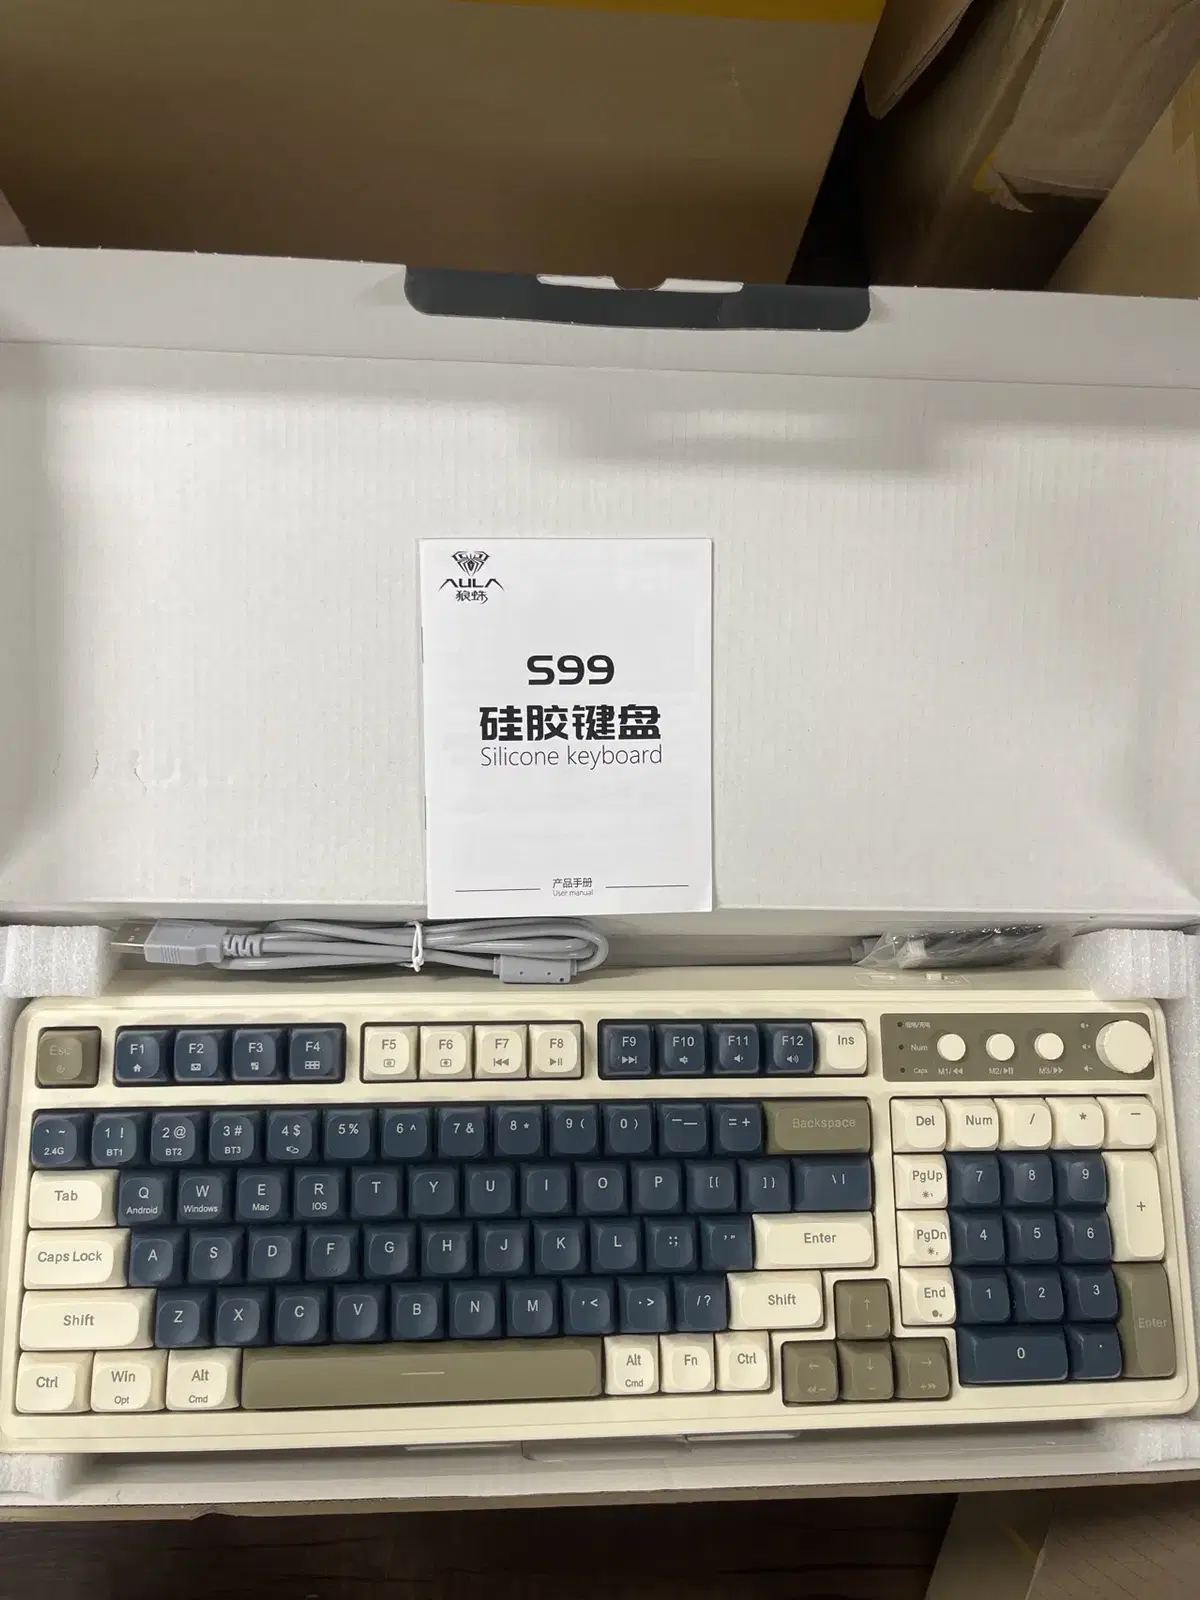 AULA
狼蛛
S99
硅胶键盘
Silicone keyboard
产品手册
User manual
Esc F1 F2 F3 F4 F5 F6 F7 F8 F9 F10 F11 F12 Ins
Num
Caps
M1/ M2/ M3/
` ~ 1 ! 2 @ 3 # 4 $ 5 % 6 ^ 7 & 8 * 9 ( 0 ) - — = + Backspace Del Num / * -
2.4G BT1 BT2 BT3
Tab Q W E R T Y U I O P [ { ] } \ | PgUp 7 8 9 +
Android Windows Mac IOS
Caps Lock A S D F G H J K L ; : ' " Enter PgDn 4 5 6
Shift Z X C V B N M , < . > / ? Shift ↑ End 1 2 3 Enter
Ctrl Win Alt Alt Fn Ctrl ← ↓ → 0 .
Opt Cmd Cmd